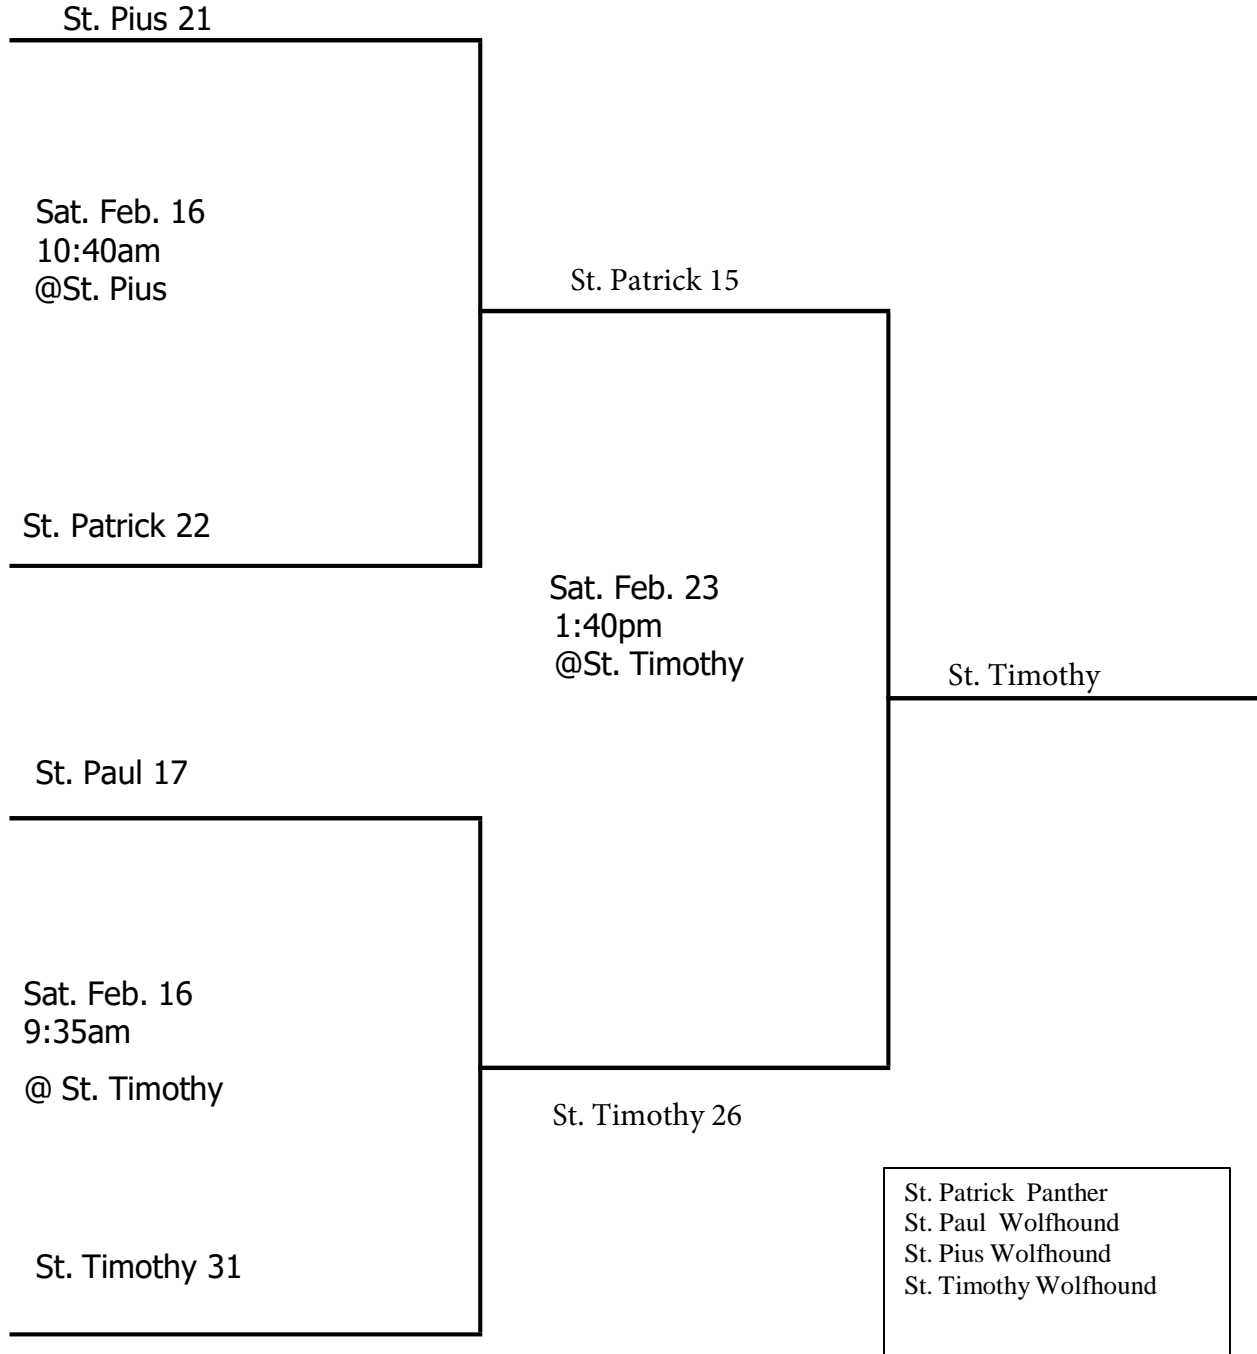 St. Pius 21
Sat. Feb. 16
10:40am
@St. Pius
St. Patrick 15
St. Patrick 22
Sat. Feb. 23
1:40pm
@St. Timothy
St. Timothy
St. Paul 17
Sat. Feb. 16
9:35am
@ St. Timothy
St. Timothy 26
St. Timothy 31
St. Patrick Panther
St. Paul Wolfhound
St. Pius Wolfhound
St. Timothy Wolfhound